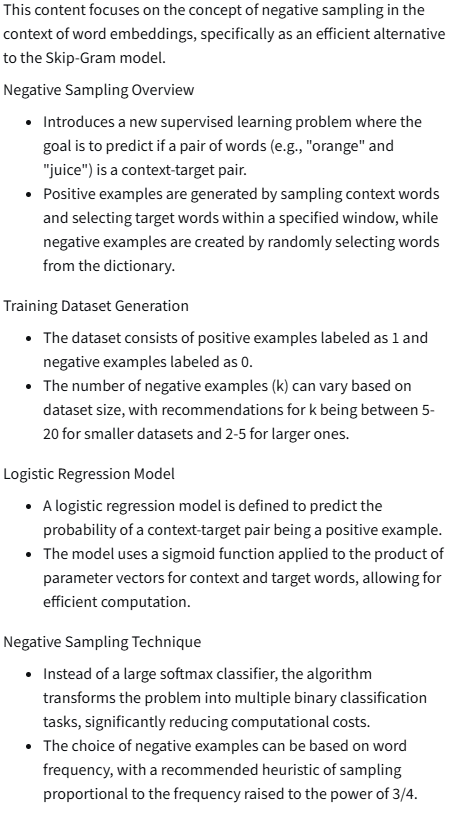 This content focuses on the concept of negative sampling in the
context of word embeddings, specifically as an efficient alternative
to the Skip-Gram model.
Negative Sampling Overview
• Introduces a new supervised learning problem where the
goal is to predict if a pair of words (e.g., "orange" and
"juice") is a context-target pair.
• Positive examples are generated by sampling context words
and selecting target words within a specified window, while
negative examples are created by randomly selecting words
from the dictionary.
Training Dataset Generation
• The dataset consists of positive examples labeled as 1 and
negative examples labeled as 0.
• The number of negative examples (k) can vary based on
dataset size, with recommendations for k being between 5-
20 for smaller datasets and 2-5 for larger ones.
Logistic Regression Model
• A logistic regression model is defined to predict the
probability of a context-target pair being a positive example.
• The model uses a sigmoid function applied to the product of
parameter vectors for context and target words, allowing for
efficient computation.
Negative Sampling Technique
• Instead of a large softmax classifier, the algorithm
transforms the problem into multiple binary classification
tasks, significantly reducing computational costs.
• The choice of negative examples can be based on word
frequency, with a recommended heuristic of sampling
proportional to the frequency raised to the power of 3/4.